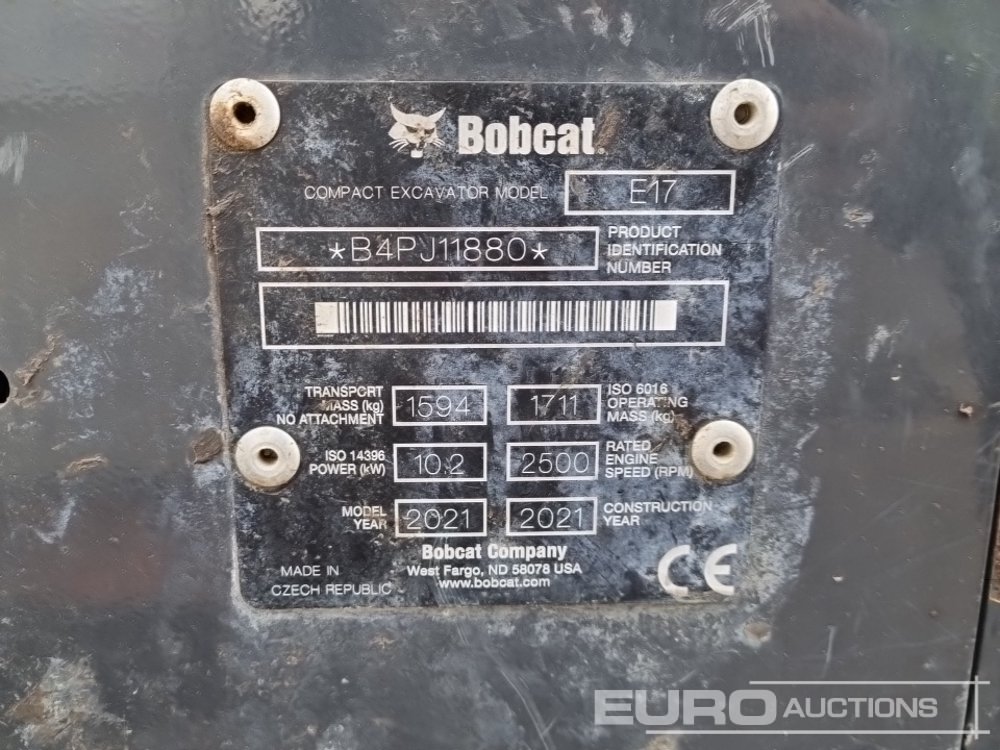 Bobcat.
COMPACT EXCAVATOR MODEL E17
*B4PJ11880* PRODUCT
IDENTIFICATION
NUMBER
TRANSPORT
MASS (kg)
NO ATTACHMENT
1594 1711
ISO 6016
OPERATING
MASS (kg)
ISO 14396
POWER (kW)
10.2 2500
RATED
ENGINE
SPEED (RPM)
MODEL
YEAR
2021 2021
CONSTRUCTION
YEAR
Bobcat Company
West Fargo, ND 58078 USA
www.bobcat.com
MADE IN
CZECH REPUBLIC
CE
EURO AUCTIONS